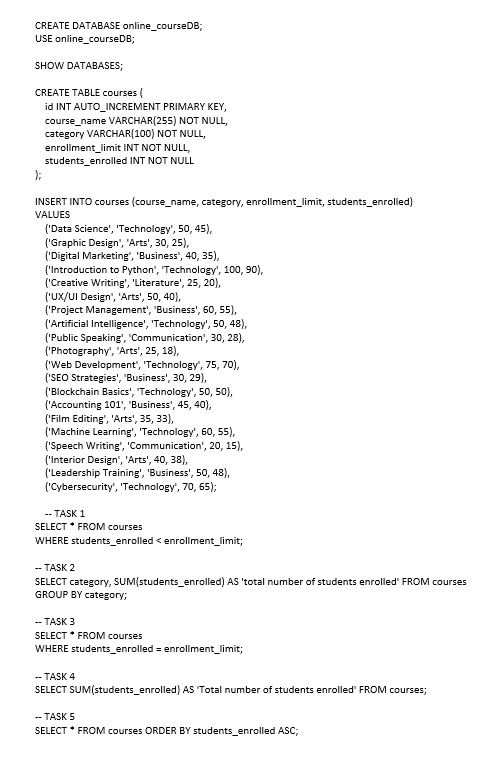 CREATE DATABASE online_courseDB;
USE online_courseDB;
SHOW DATABASES;
CREATE TABLE courses (
id INT AUTO_INCREMENT PRIMARY KEY,
course_name VARCHAR(255) NOT NULL,
category VARCHAR(100) NOT NULL,
enrollment_limit INT NOT NULL,
students_enrolled INT NOT NULL
);
INSERT INTO courses (course_name, category, enrollment_limit, students_enrolled)
VALUES
('Data Science', 'Technology', 50, 45),
('Graphic Design', 'Arts', 30, 25),
('Digital Marketing', 'Business', 40, 35),
('Introduction to Python', 'Technology', 100, 90),
('Creative Writing', 'Literature', 25, 20),
('UX/UI Design', 'Arts', 50, 40),
('Project Management', 'Business', 60, 55),
('Artificial Intelligence', 'Technology', 50, 48),
('Public Speaking', 'Communication', 30, 28),
('Photography', 'Arts', 25, 18),
('Web Development', 'Technology', 75, 70),
('SEO Strategies', 'Business', 30, 29),
('Blockchain Basics', 'Technology', 50, 50),
('Accounting 101', 'Business', 45, 40),
('Film Editing', 'Arts', 35, 33),
('Machine Learning', 'Technology', 60, 55),
('Speech Writing', 'Communication', 20, 15),
('Interior Design', 'Arts', 40, 38),
('Leadership Training', 'Business', 50, 48),
('Cybersecurity', 'Technology', 70, 65);
-- TASK 1
SELECT * FROM courses
WHERE students_enrolled < enrollment_limit;
-- TASK 2
SELECT category, SUM(students_enrolled) AS 'total number of students enrolled' FROM courses
GROUP BY category;
-- TASK 3
SELECT * FROM courses
WHERE students_enrolled = enrollment_limit;
-- TASK 4
SELECT SUM(students_enrolled) AS 'Total number of students enrolled' FROM courses;
-- TASK 5
SELECT * FROM courses ORDER BY students_enrolled ASC;